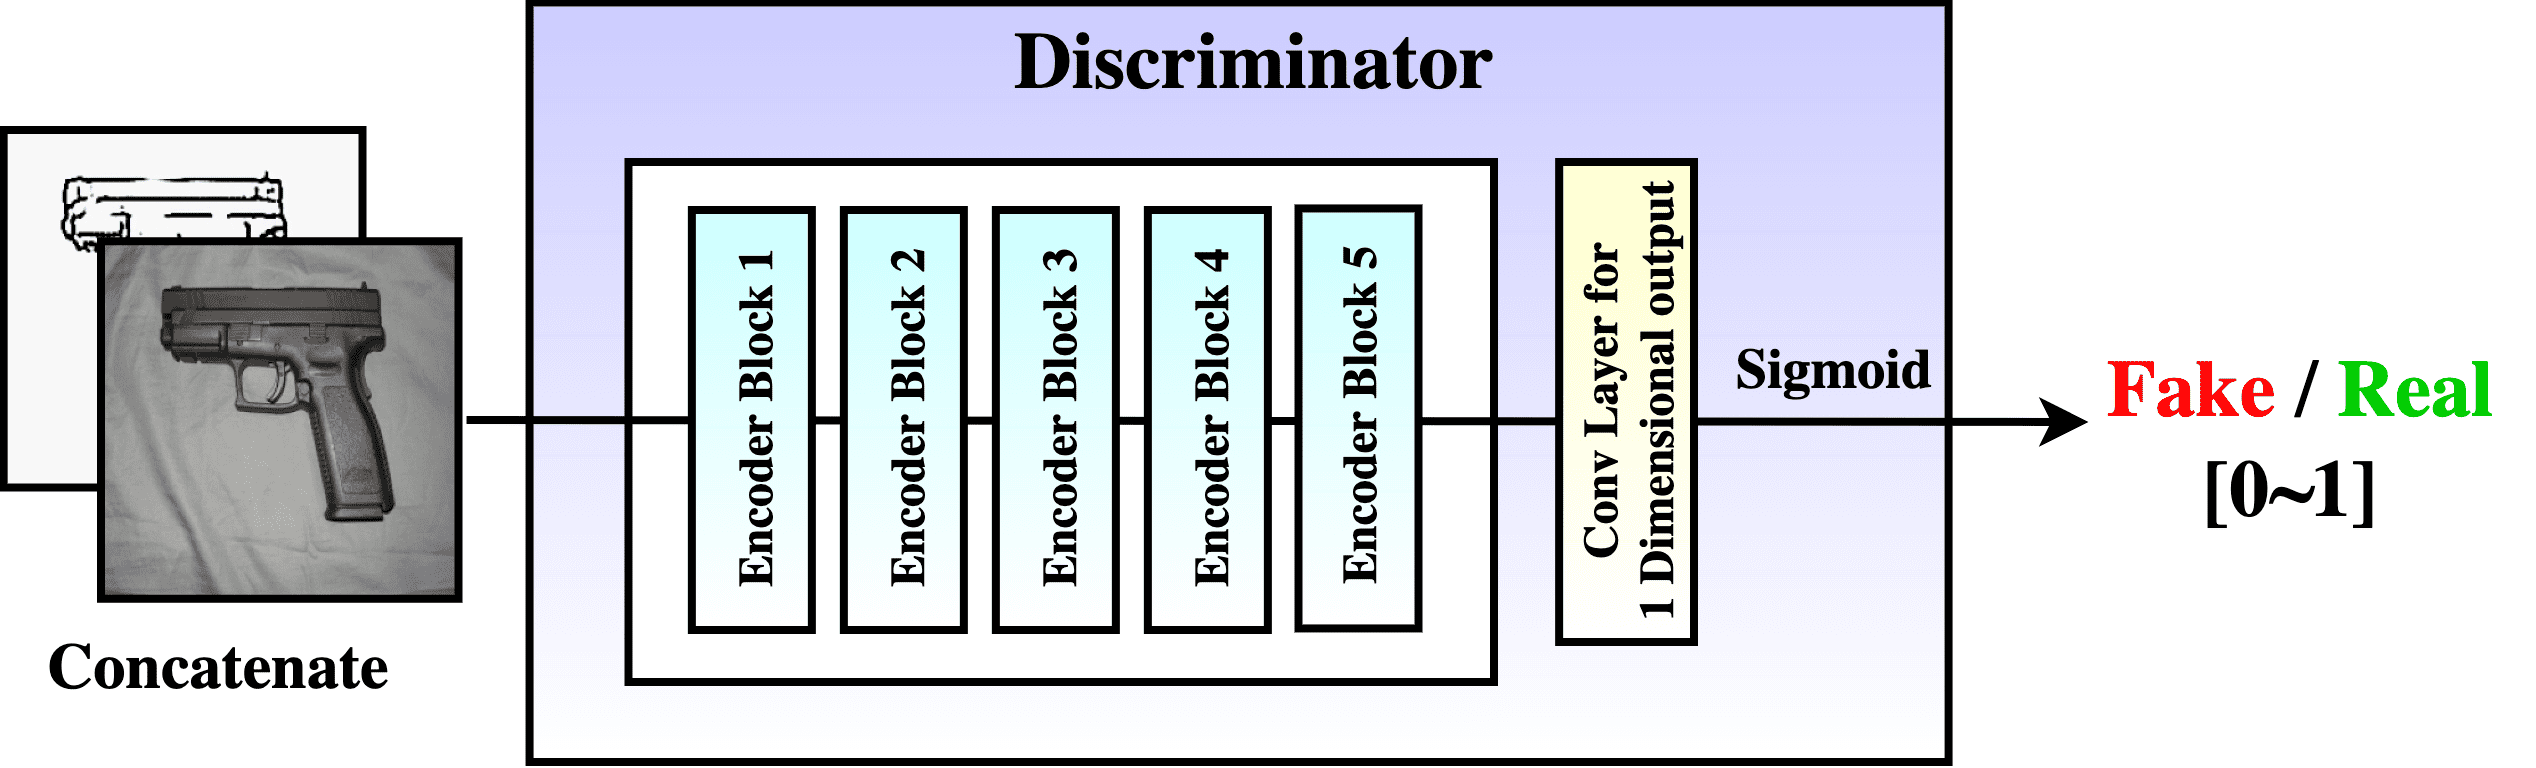 Discriminator
Concatenate
Encoder Block 1
Encoder Block 2
Encoder Block 3
Encoder Block 4
Encoder Block 5
Conv Layer for
1 Dimensional output
Sigmoid
Fake / Real
[0~1]